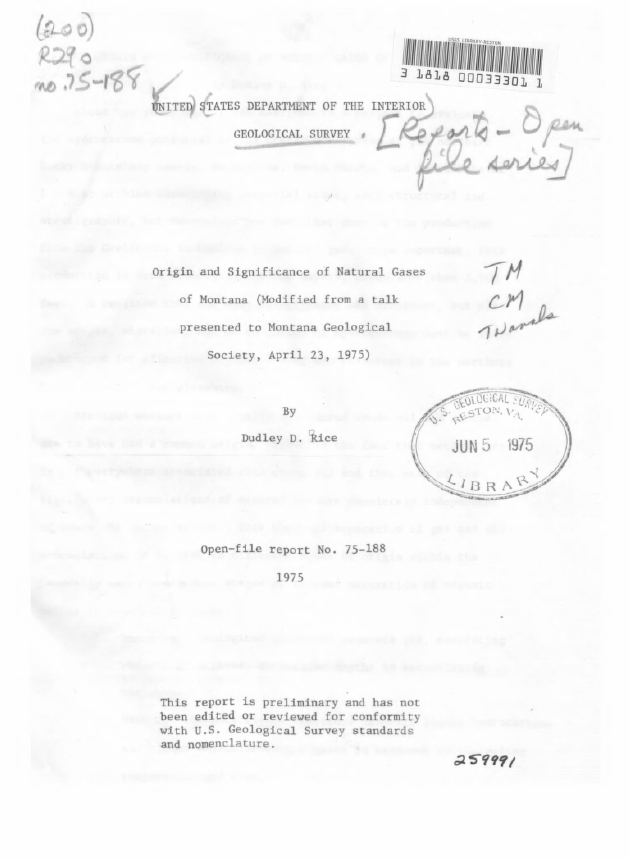 (200)
R290
no.75-188
USGS LIBRARY-RESTON
3 1818 00033301 1
UNITED STATES DEPARTMENT OF THE INTERIOR
GEOLOGICAL SURVEY.
[Reports - Open
file series]
Origin and Significance of Natural Gases
of Montana (Modified from a talk
presented to Montana Geological
Society, April 23, 1975)
TM
CM
By
Dudley D. Rice
U.S. GEOLOGICAL SURVEY
RESTON, VA.
JUN 5 1975
LIBRARY
Open-file report No. 75-188
1975
This report is preliminary and has not
been edited or reviewed for conformity
with U.S. Geological Survey standards
and nomenclature.
259991